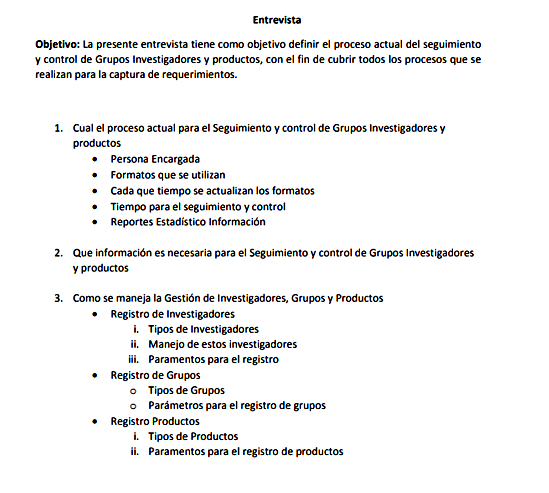 Entrevista
Objetivo: La presente entrevista tiene como objetivo definir el proceso actual del seguimiento
y control de Grupos Investigadores y productos, con el fin de cubrir todos los procesos que se
realizan para la captura de requerimientos.
1. Cual el proceso actual para el Seguimiento y control de Grupos Investigadores y
productos
• Persona Encargada
• Formatos que se utilizan
• Cada que tiempo se actualizan los formatos
• Tiempo para el seguimiento y control
• Reportes Estadístico Información
2. Que información es necesaria para el Seguimiento y control de Grupos Investigadores
y productos
3. Como se maneja la Gestión de Investigadores, Grupos y Productos
• Registro de Investigadores
i. Tipos de Investigadores
ii. Manejo de estos investigadores
iii. Paramentos para el registro
• Registro de Grupos
o Tipos de Grupos
o Parámetros para el registro de grupos
• Registro Productos
i. Tipos de Productos
ii. Paramentos para el registro de productos